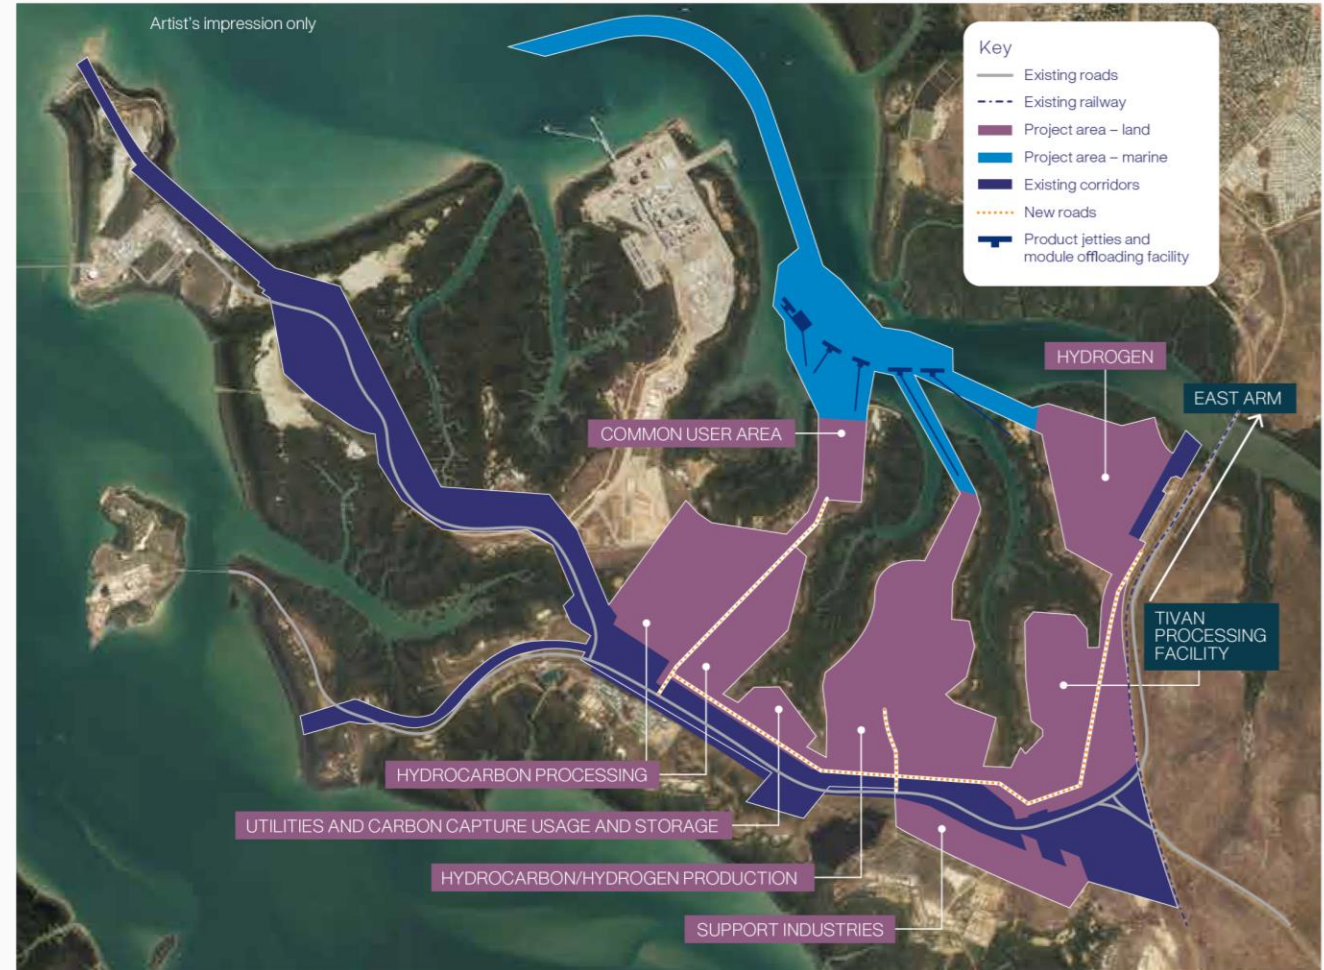 Artist's impression only
Key
Existing roads
Existing railway
Project area – land
Project area – marine
Existing corridors
New roads
Product jetties and
module offloading facility
HYDROGEN
EAST ARM
COMMON USER AREA
TIVAN
PROCESSING
FACILITY
HYDROCARBON PROCESSING
UTILITIES AND CARBON CAPTURE USAGE AND STORAGE
HYDROCARBON/HYDROGEN PRODUCTION
SUPPORT INDUSTRIES